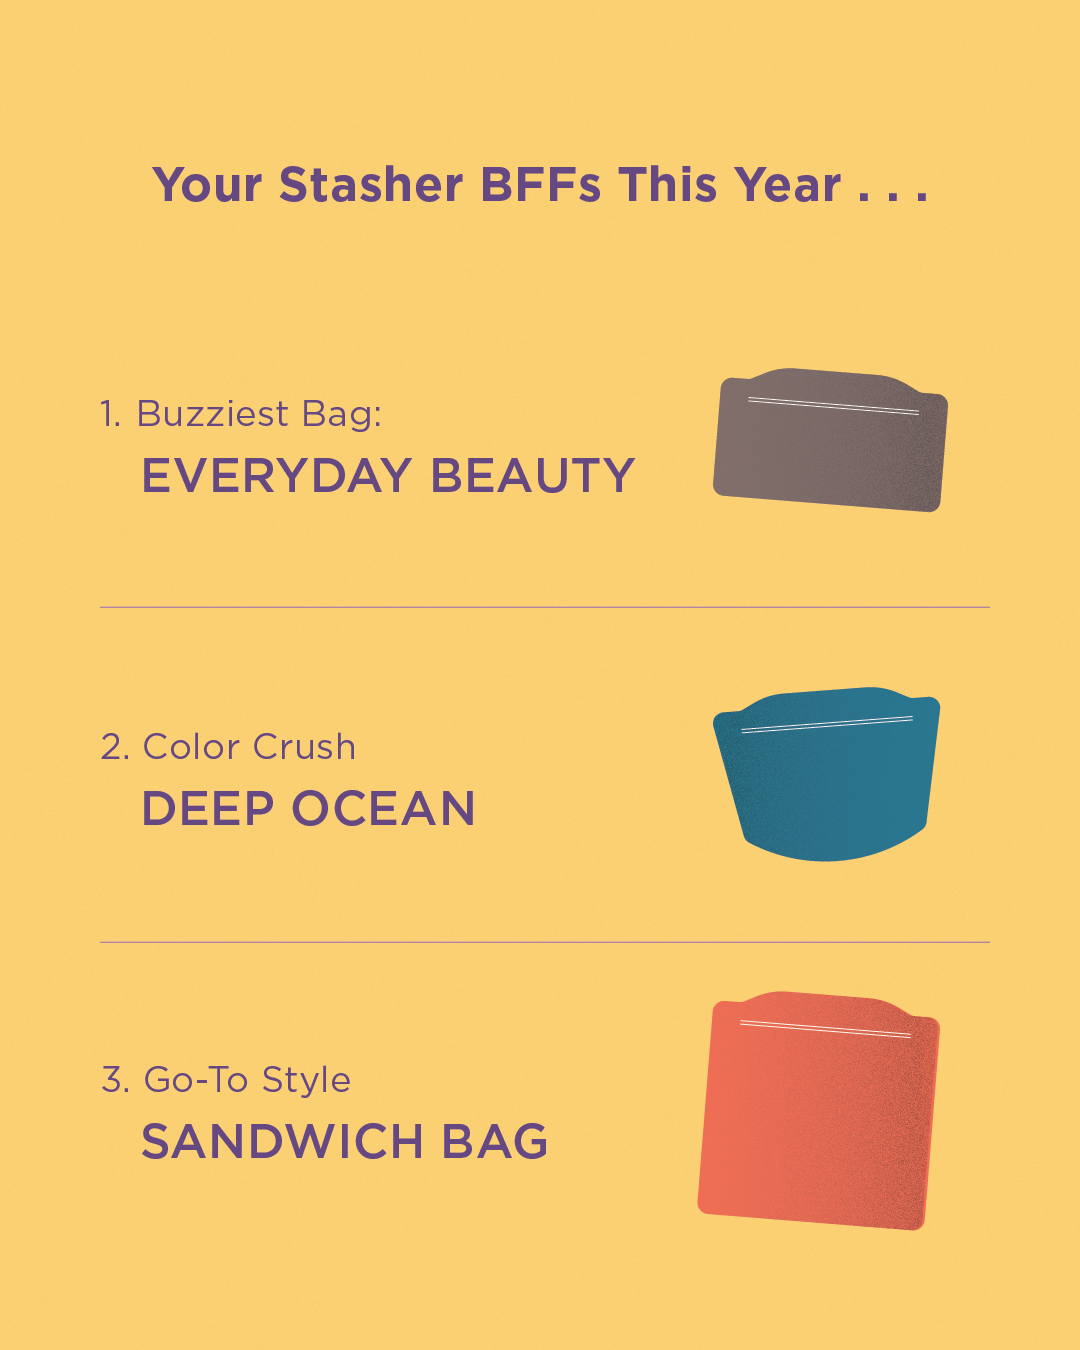 Your Stasher BFFs This Year . . .
1. Buzziest Bag:
EVERYDAY BEAUTY
2. Color Crush
DEEP OCEAN
3. Go-To Style
SANDWICH BAG